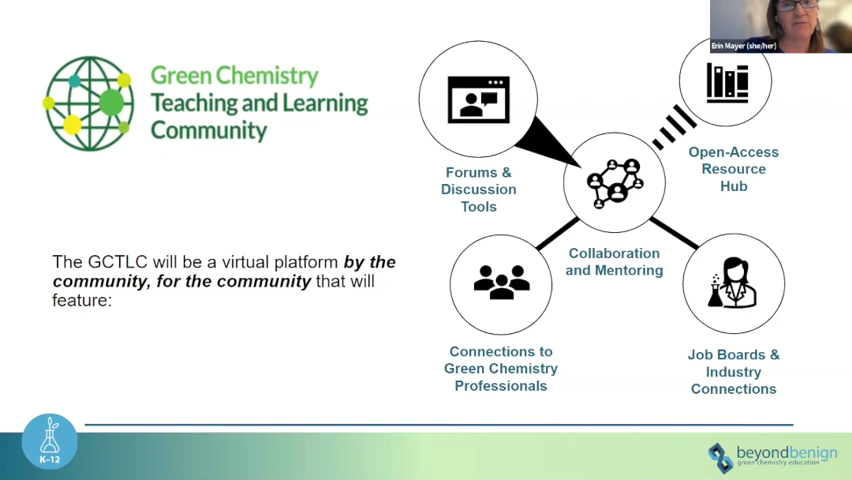 Erin Mayer (she/her)
Green Chemistry
Teaching and Learning
Community
Open-Access
Resource
Hub
Forums &
Discussion
Tools
The GCTLC will be a virtual platform by the
community, for the community that will
feature:
Collaboration
and Mentoring
Connections to
Green Chemistry
Professionals
Job Boards &
Industry
Connections
K–12
beyondbenign
green chemistry education